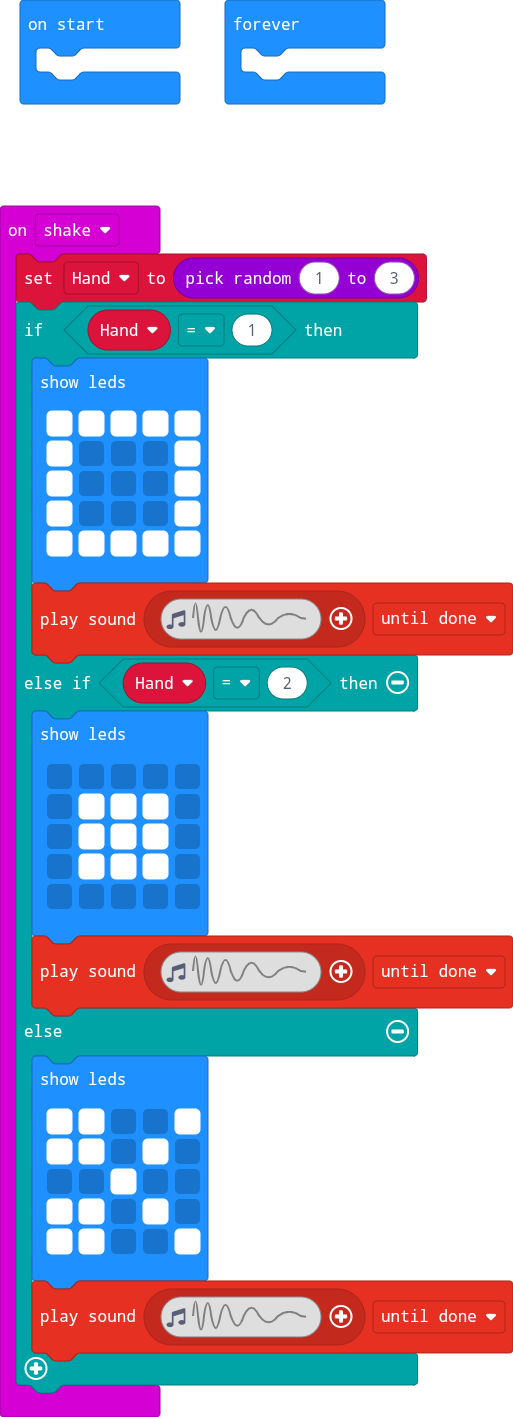 on start
forever
on shake
set Hand to pick random 1 to 3
if Hand = 1 then
show leds
play sound until done
else if Hand = 2 then
show leds
play sound until done
else
show leds
play sound until done